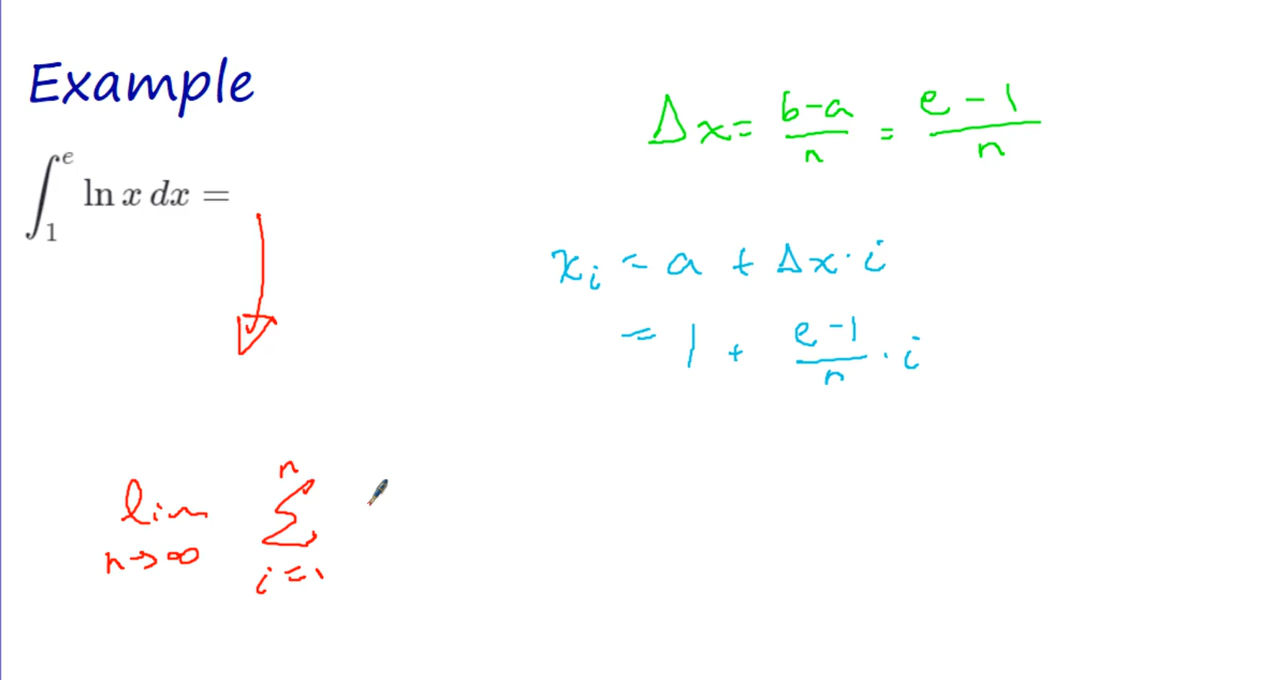 Example
∫₁ᵉ ln x dx =
Δx = (b-a)/n = (e-1)/n
xᵢ = a + Δx · i
= 1 + (e-1)/n · i
lim n→∞ ∑ i=1 n